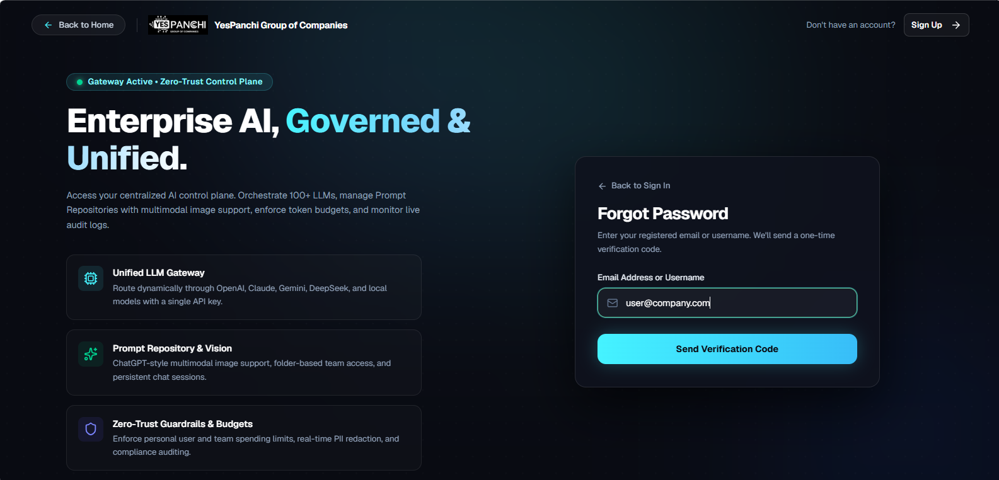 Back to Home
YES PANCHI
GROUP OF COMPANIES
YesPanchi Group of Companies
Don't have an account?
Sign Up
Gateway Active • Zero-Trust Control Plane
Enterprise AI, Governed &
Unified.
Access your centralized AI control plane. Orchestrate 100+ LLMs, manage Prompt
Repositories with multimodal image support, enforce token budgets, and monitor live
audit logs.
Unified LLM Gateway
Route dynamically through OpenAI, Claude, Gemini, DeepSeek, and local
models with a single API key.
Prompt Repository & Vision
ChatGPT-style multimodal image support, folder-based team access, and
persistent chat sessions.
Zero-Trust Guardrails & Budgets
Enforce personal user and team spending limits, real-time PII redaction, and
compliance auditing.
Back to Sign In
Forgot Password
Enter your registered email or username. We'll send a one-time
verification code.
Email Address or Username
user@company.com
Send Verification Code